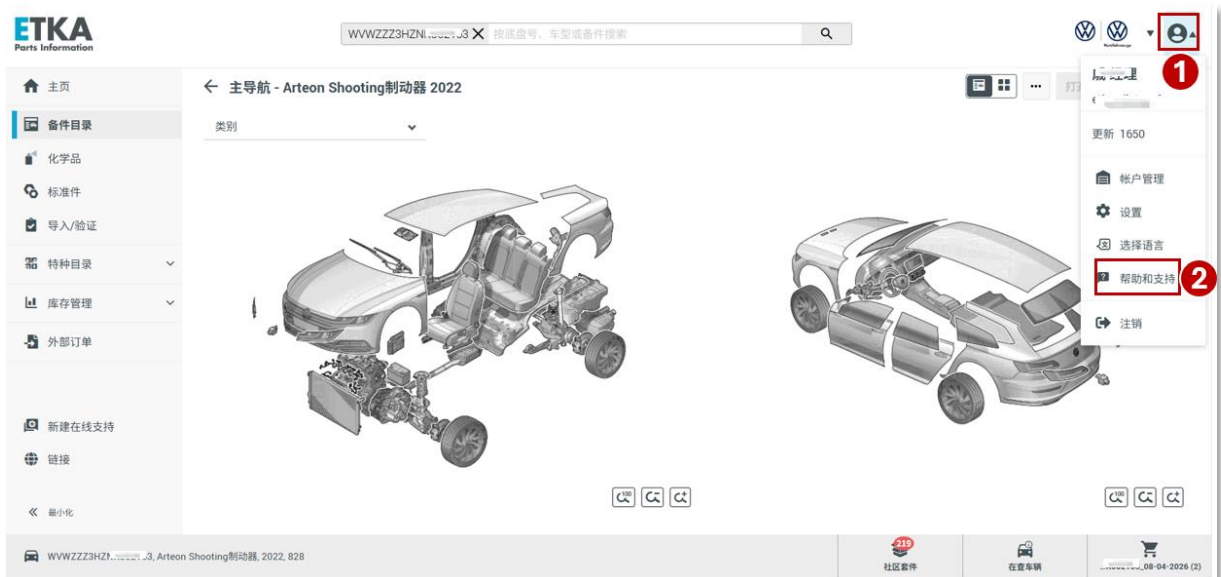 ETKA
Parts Information
按底盘号、车型或备件搜索
1
主页
主导航 - Arteon Shooting制动器 2022
类别
备件目录
化学品
标准件
导入/验证
特种目录
库存管理
外部订单
新建在线支持
链接
最小化
更新 1650
帐户管理
设置
选择语言
帮助和支持
2
注销
100
100
Arteon Shooting制动器, 2022, 828
219
社区套件
在查车辆
_08-04-2026 (2)